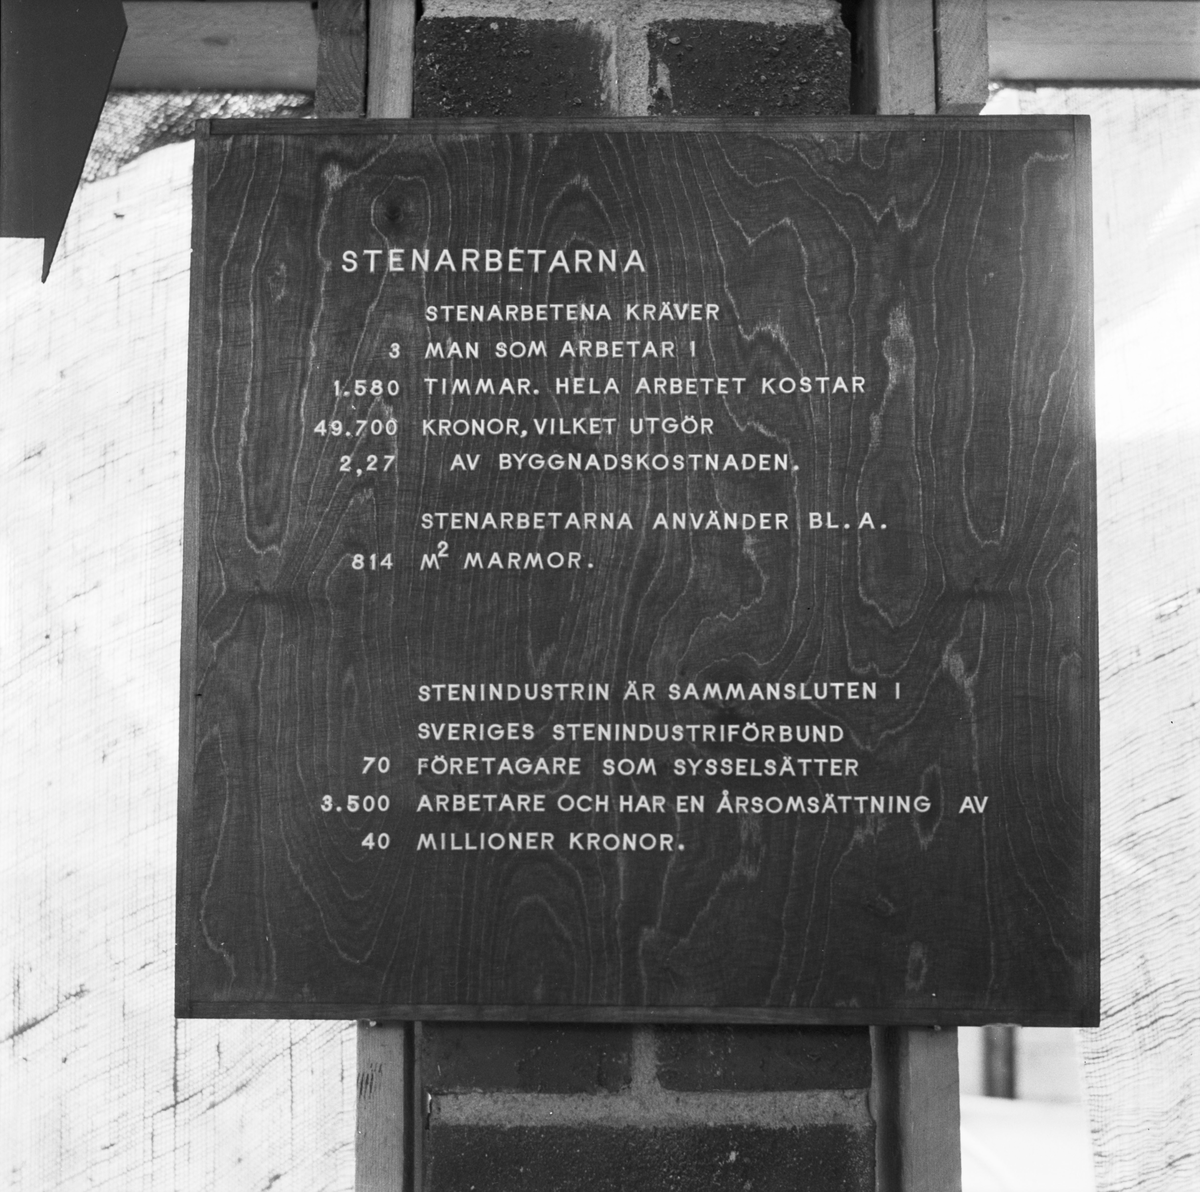 STENARBETARNA
STENARBETENA KRÄVER
3 MAN SOM ARBETAR I
1.580 TIMMAR. HELA ARBETET KOSTAR
49.700 KRONOR, VILKET UTGÖR
2,27 AV BYGGNADSKOSTNADEN.
STENARBETARNA ANVÄNDER BL. A.
814 M² MARMOR.
STENINDUSTRIN ÄR SAMMANSLUTEN I
SVERIGES STENINDUSTRIFÖRBUND
70 FÖRETAGARE SOM SYSSELSÄTTER
3.500 ARBETARE OCH HAR EN ÅRSOMSÄTTNING AV
40 MILLIONER KRONOR.